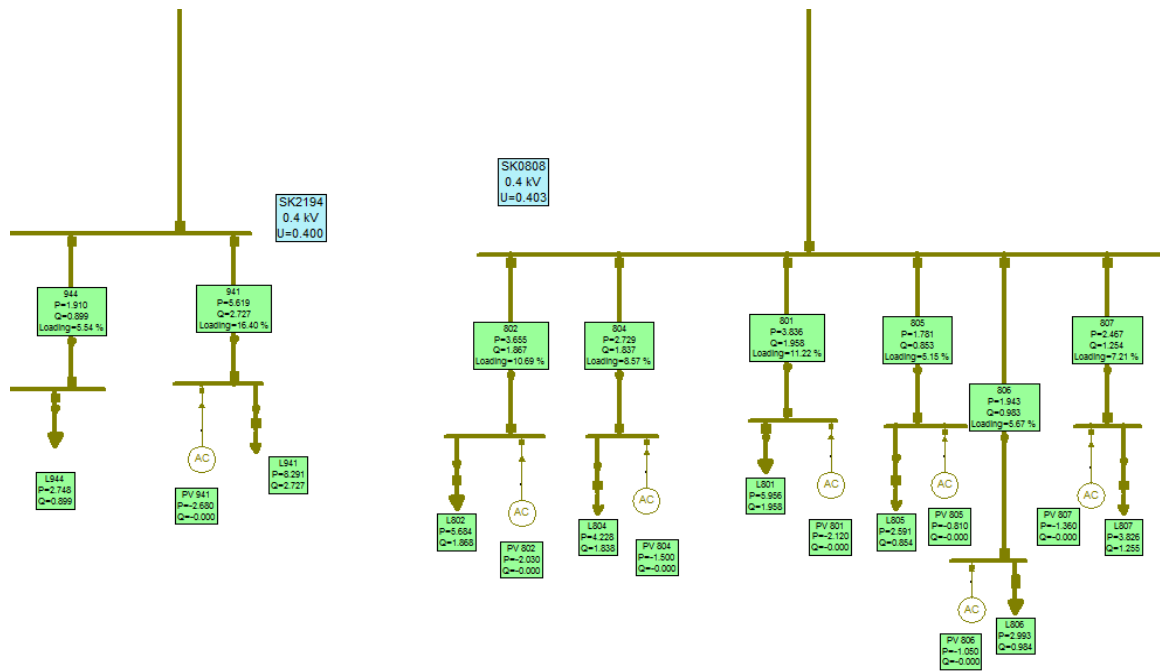 SK2194
0.4 kV
U=0.400
944
P=1.910
Q=0.899
Loading=5.54 %
941
P=5.619
Q=2.727
Loading=16.40 %
L944
P=2.748
Q=0.899
AC
PV 941
P=-2.680
Q=-0.000
L941
P=8.291
Q=2.727
SK0808
0.4 kV
U=0.403
802
P=3.655
Q=1.867
Loading=10.69 %
804
P=2.729
Q=1.837
Loading=8.57 %
801
P=3.836
Q=1.958
Loading=11.22 %
805
P=1.781
Q=0.853
Loading=5.15 %
806
P=1.943
Q=0.983
Loading=5.67 %
807
P=2.467
Q=1.254
Loading=7.21 %
L802
P=5.684
Q=1.868
AC
PV 802
P=-2.030
Q=-0.000
L804
P=4.228
Q=1.838
AC
PV 804
P=-1.500
Q=-0.000
L801
P=5.956
Q=1.958
AC
PV 801
P=-2.120
Q=-0.000
L805
P=2.591
Q=0.854
AC
PV 805
P=-0.810
Q=-0.000
AC
PV 807
P=-1.360
Q=-0.000
L807
P=3.826
Q=1.255
AC
PV 806
P=-1.050
Q=-0.000
L806
P=2.993
Q=0.984